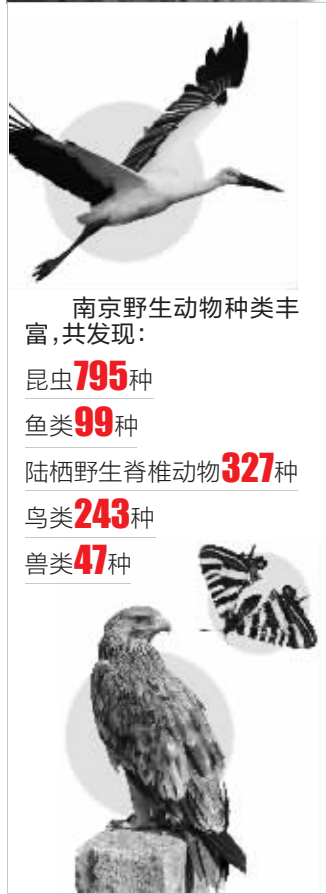 南京野生动物种类丰
富,共发现:
昆虫795种
鱼类99种
陆栖野生脊椎动物327种
鸟类243种
兽类47种